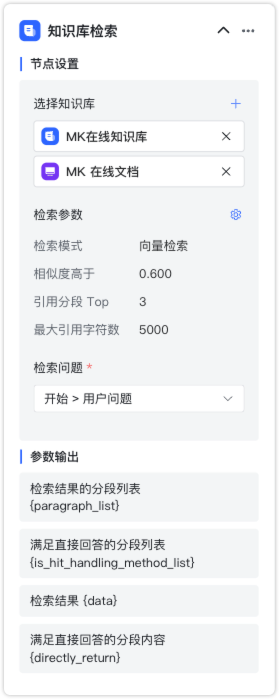 知识库检索
节点设置
选择知识库
MK在线知识库
MK 在线文档
检索参数
检索模式 向量检索
相似度高于 0.600
引用分段 Top 3
最大引用字符数 5000
检索问题 *
开始 > 用户问题
参数输出
检索结果的分段列表
{paragraph_list}
满足直接回答的分段列表
{is_hit_handling_method_list}
检索结果 {data}
满足直接回答的分段内容
{directly_return}